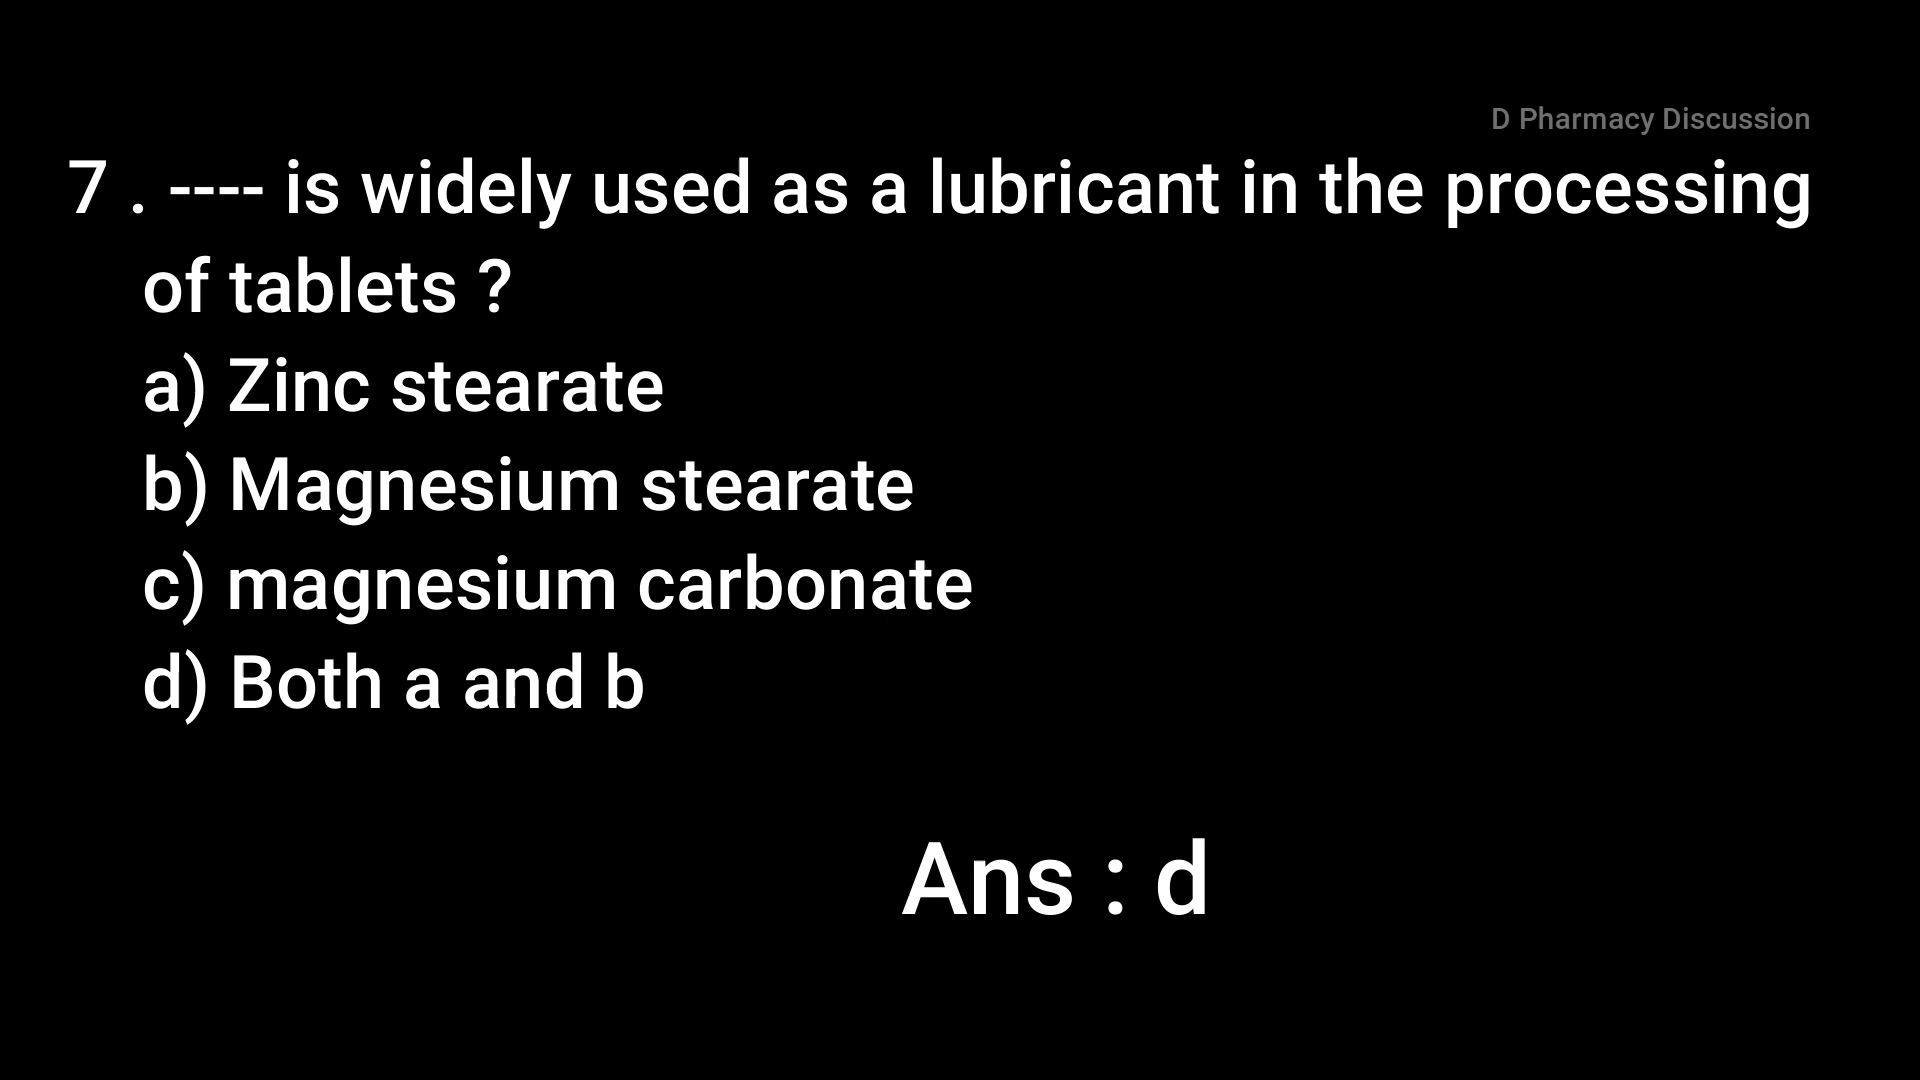 D Pharmacy Discussion
7 . ---- is widely used as a lubricant in the processing
of tablets ?
a) Zinc stearate
b) Magnesium stearate
c) magnesium carbonate
d) Both a and b
Ans : d